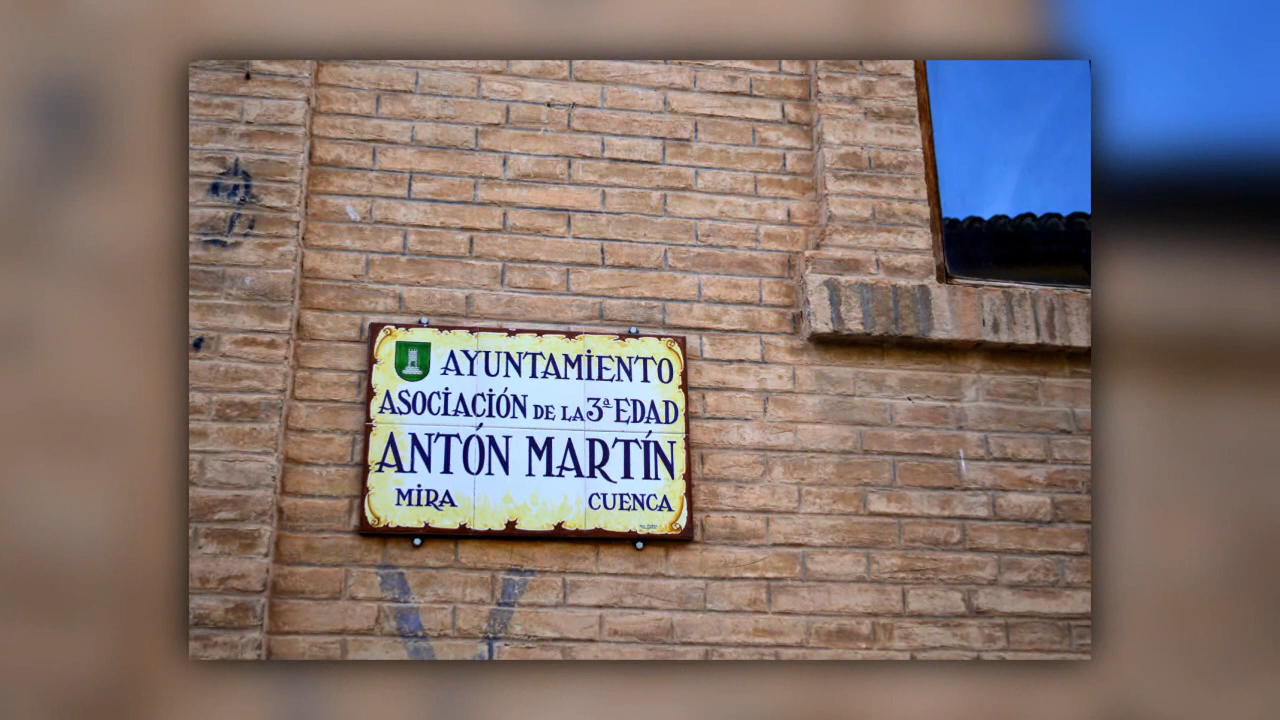 AYUNTAMiENTO
ASOCiACiÓN DE LA 3ª EDAD
ANTÓN MARTÍN
MiRA CUENCA